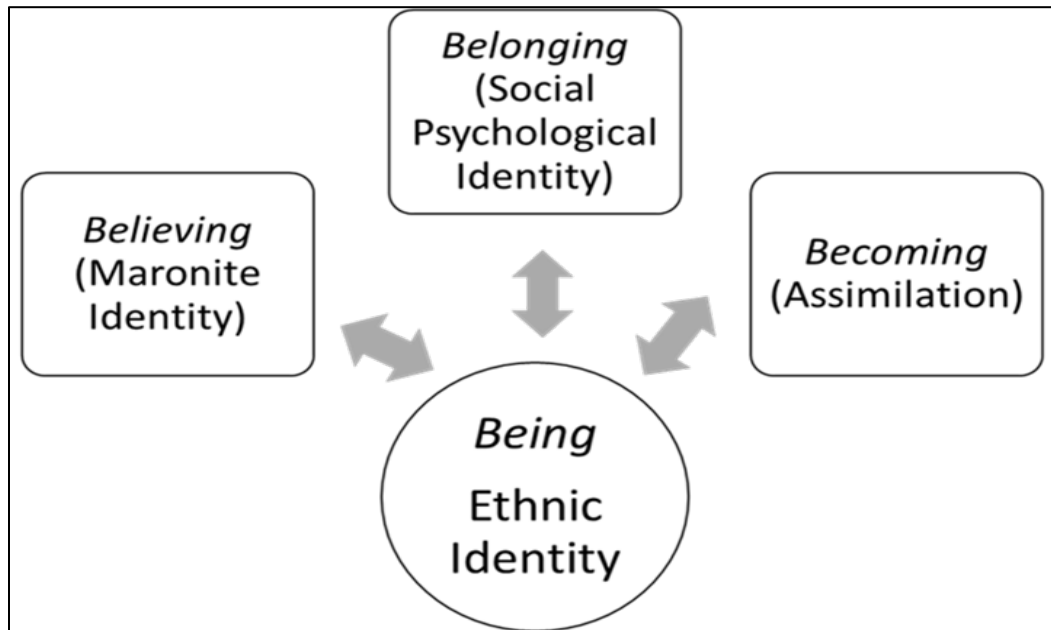 Belonging
(Social
Psychological
Identity)
Believing
(Maronite
Identity)
Becoming
(Assimilation)
Being
Ethnic
Identity